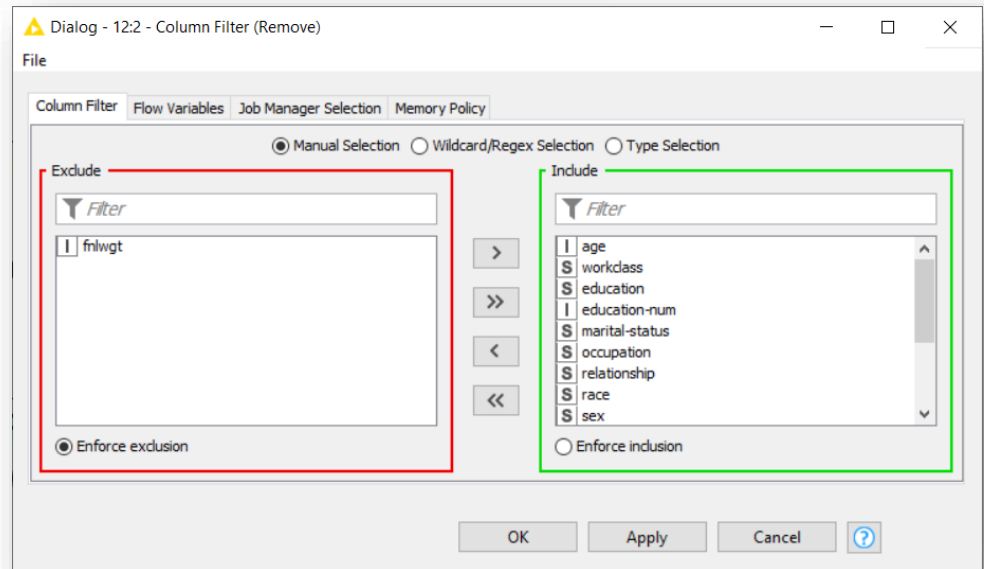 Dialog - 12:2 - Column Filter (Remove)
File
Column Filter Flow Variables Job Manager Selection Memory Policy
Manual Selection Wildcard/Regex Selection Type Selection
Exclude
Filter
I fnlwgt
Enforce exclusion
>
>>
<
<<
Include
Filter
I age
S workclass
S education
I education-num
S marital-status
S occupation
S relationship
S race
S sex
Enforce inclusion
OK Apply Cancel ?